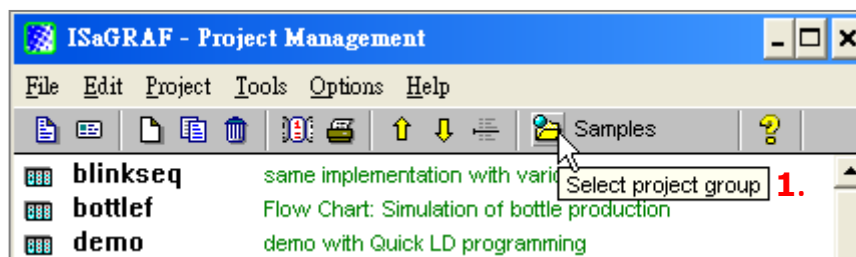 ISaGRAF - Project Management
File Edit Project Tools Options Help
Samples
blinkseq same implementation with vario
Select project group 1.
bottlef Flow Chart: Simulation of bottle production
demo demo with Quick LD programming